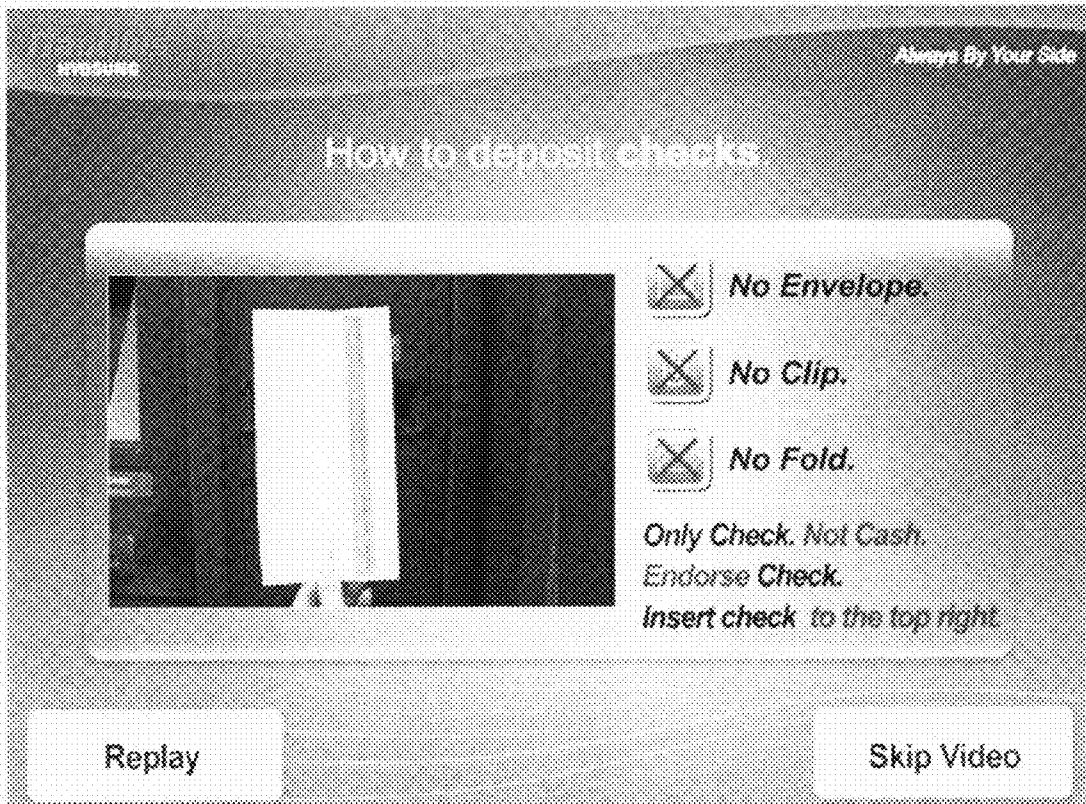 Always By Your Side
How to deposit checks
No Envelope.
No Clip.
No Fold.
Only Check. Not Cash.
Endorse Check.
Insert check to the top right.
Replay
Skip Video